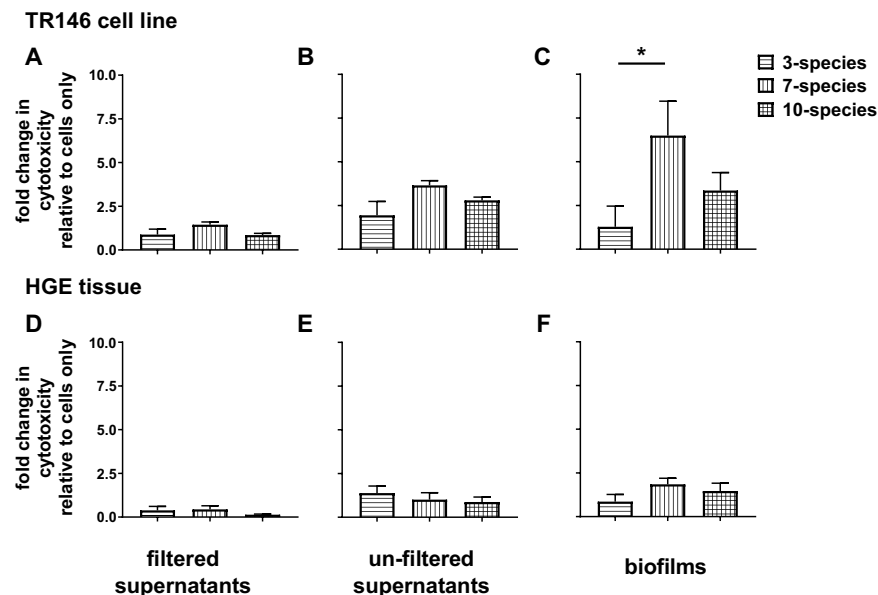 TR146 cell line
A
B
C
*
3-species
7-species
10-species
fold change in
cytotoxicity
relative to cells only
10.0
7.5
5.0
2.5
0.0
HGE tissue
D
E
F
fold change in
cytotoxicity
relative to cells only
10.0
7.5
5.0
2.5
0.0
filtered
supernatants
un-filtered
supernatants
biofilms